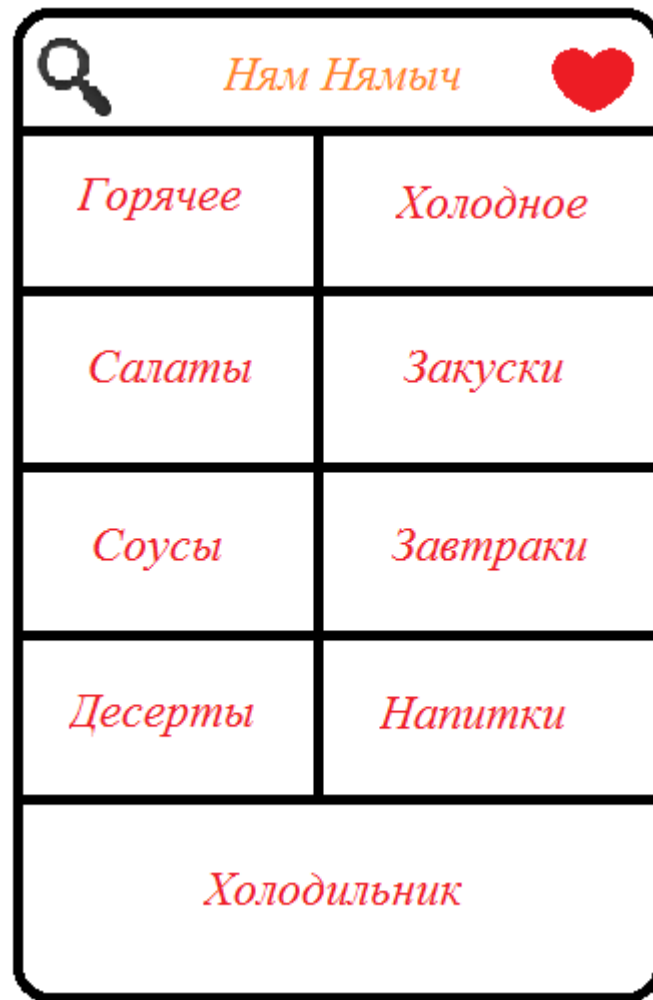 Ням Нямыч
Горячее
Холодное
Салаты
Закуски
Соусы
Завтраки
Десерты
Напитки
Холодильник